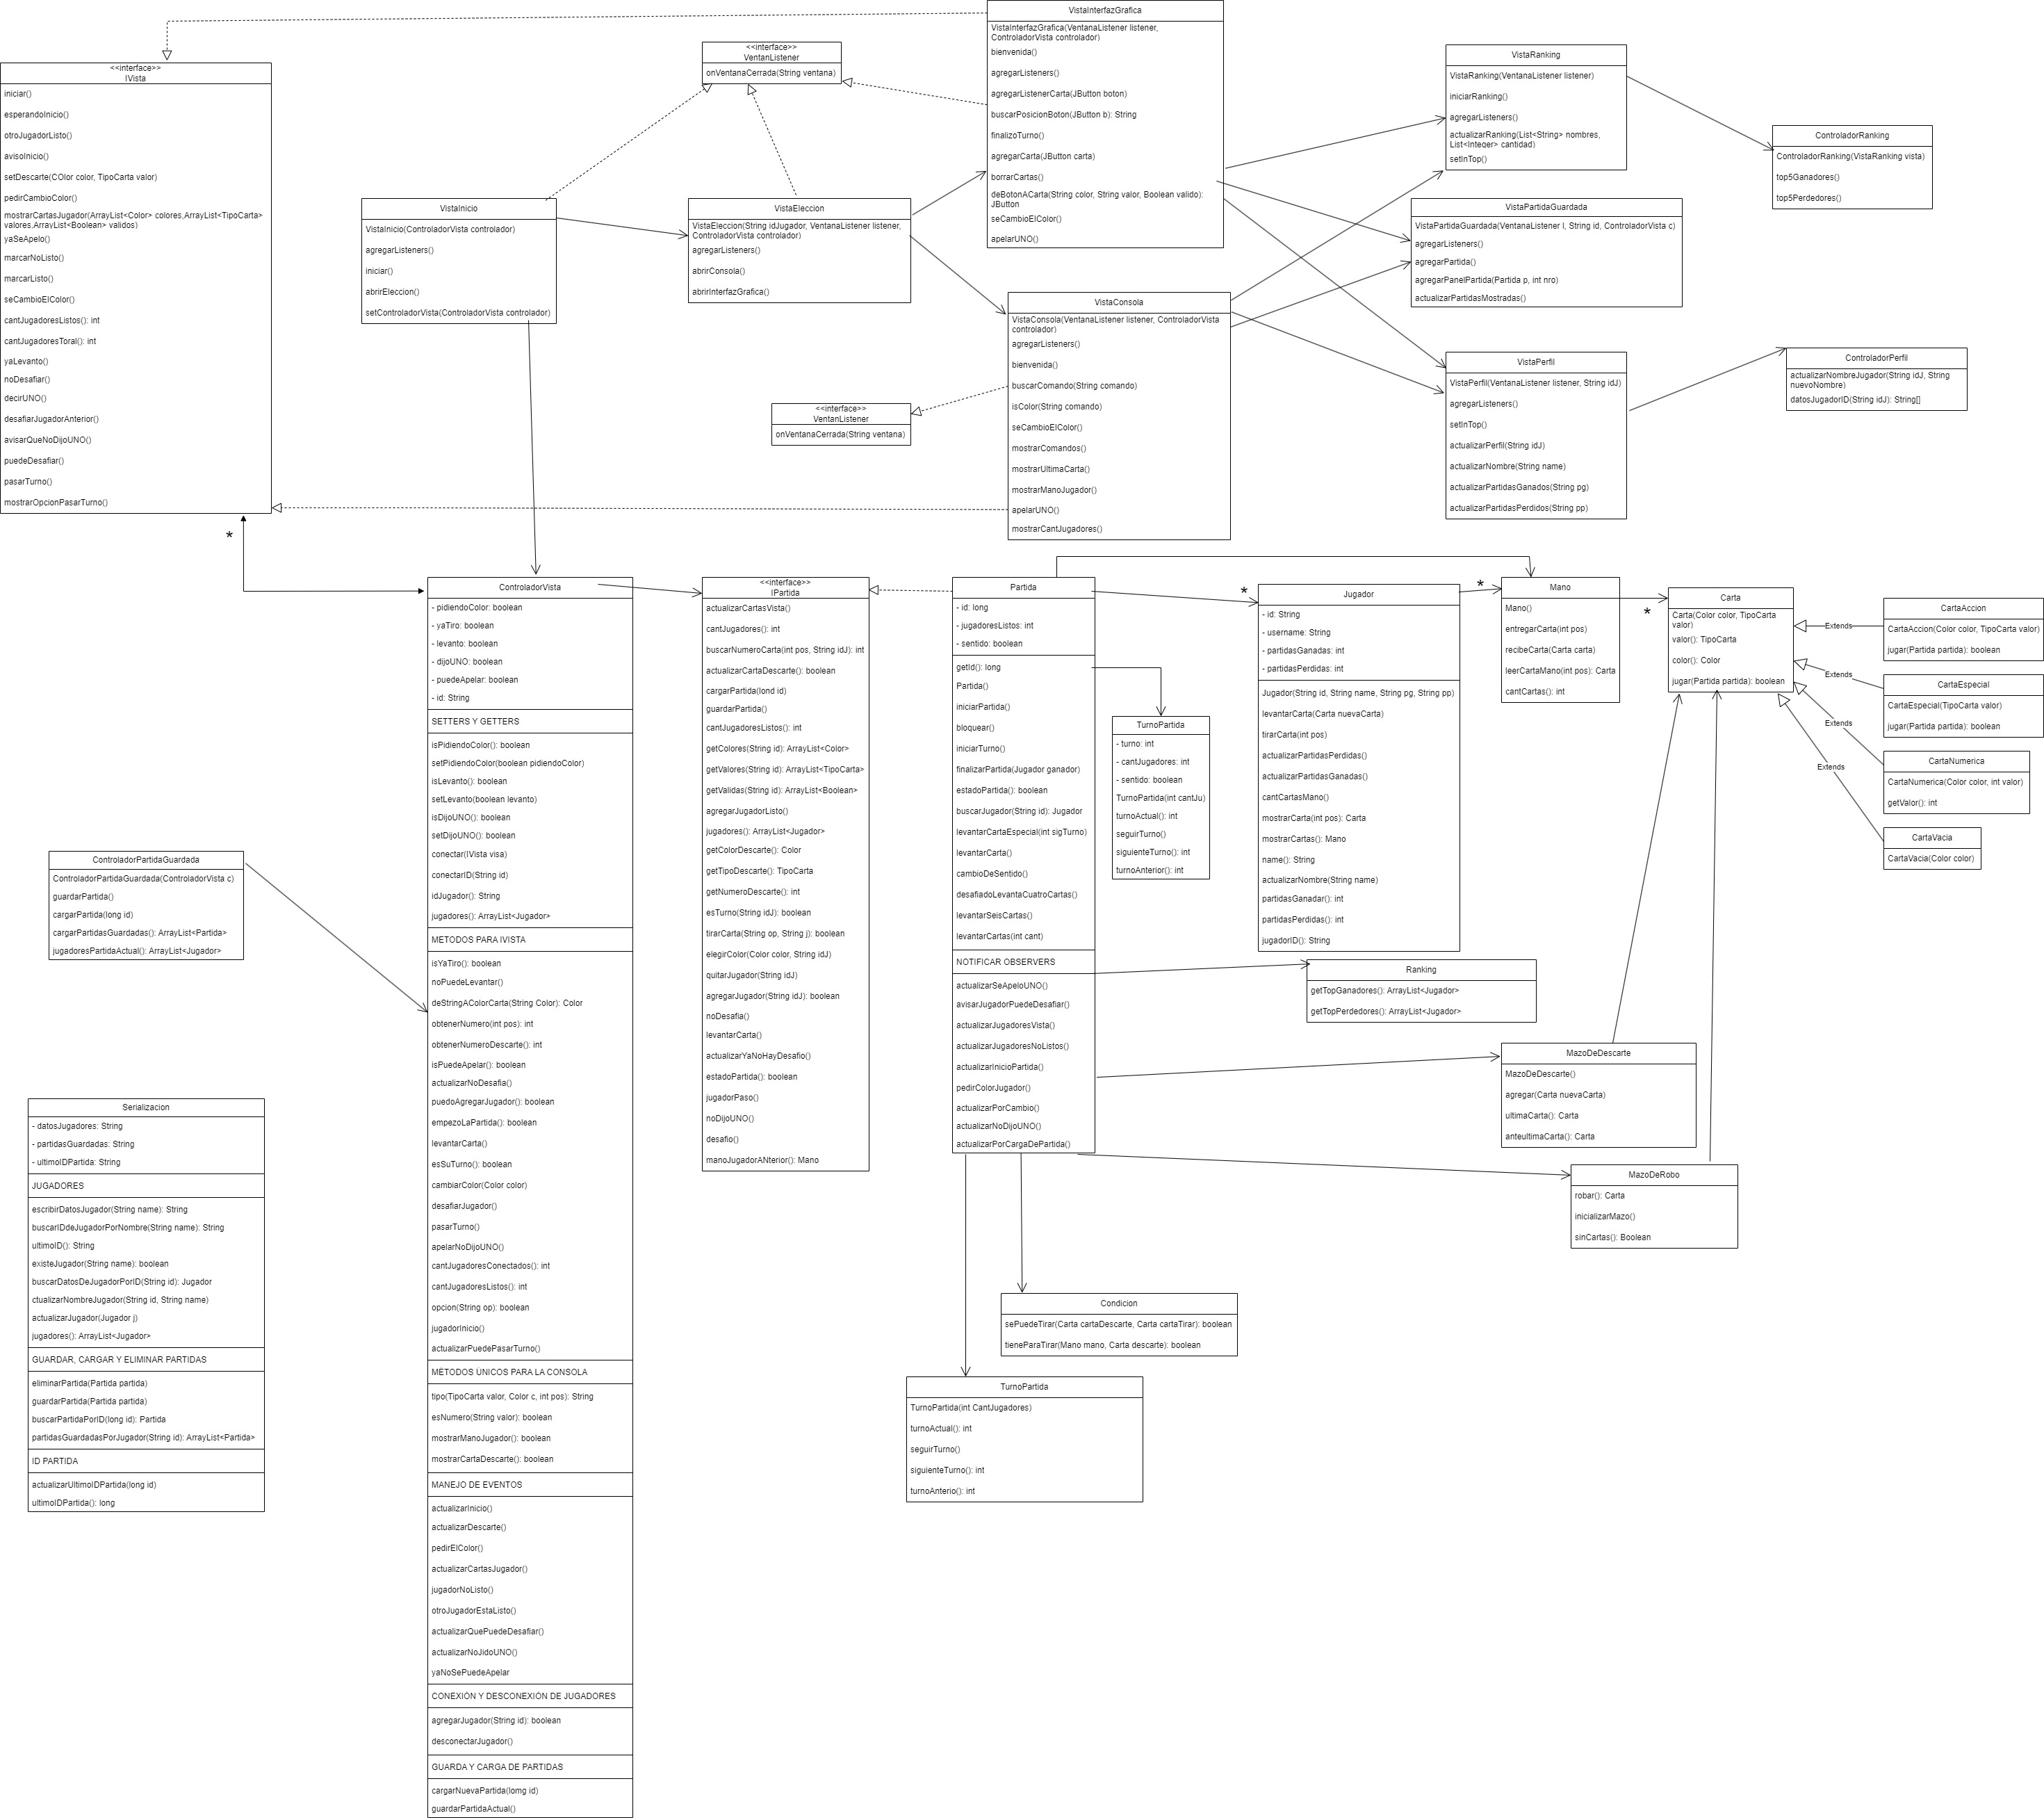 VistaInterfazGrafica
VistaInterfazGrafica(VentanaListener listener,
ControladorVista controlador)
bienvenida()
agregarListeners()
agregarListenerCarta(JButton boton)
buscarPosicionBoton(JButton b): String
finalizoTurno()
agregarCarta(JButton carta)
borrarCartas()
deBotonACarta(String color, String valor, Boolean valido):
JButton
seCambioElColor()
apelarUNO()
<<interface>>
VentanListener
onVentanaCerrada(String ventana)
<<interface>>
IVista
iniciar()
esperandoInicio()
otroJugadorListo()
avisoInicio()
setDescarte(COlor color, TipoCarta valor)
pedirCambioColor()
mostrarCartasJugador(ArrayList<Color> colores,ArrayList<TipoCarta>
valores,ArrayList<Boolean> validos)
yaSeApelo()
marcarNoListo()
marcarListo()
seCambioElColor()
cantJugadoresListos(): int
cantJugadoresToral(): int
yaLevanto()
noDesafiar()
decirUNO()
desafiarJugadorAnterior()
avisarQueNoDijoUNO()
puedeDesafiar()
pasarTurno()
mostrarOpcionPasarTurno()
*
VistaInicio
VistaInicio(ControladorVista controlador)
agregarListeners()
iniciar()
abrirEleccion()
setControladorVista(ControladorVista controlador)
VistaEleccion
VistaEleccion(String idJugador, VentanaListener listener,
ControladorVista controlador)
agregarListeners()
abrirConsola()
abrirInterfazGrafica()
VistaRanking
VistaRanking(VentanaListener listener)
iniciarRanking()
agregarListeners()
actualizarRanking(List<String> nombres,
List<Integer> cantidad)
setInTop()
ControladorRanking
ControladorRanking(VistaRanking vista)
top5Ganadores()
top5Perdedores()
VistaPartidaGuardada
VistaPartidaGuardada(VentanaListener l, String id, ControladorVista c)
agregarListeners()
agregarPartida()
agregarPanelPartida(Partida p, int nro)
actualizarPartidasMostradas()
VistaConsola
VistaConsola(VentanaListener listener, ControladorVista
controlador)
agregarListeners()
bienvenida()
buscarComando(String comando)
isColor(String comando)
seCambioElColor()
mostrarComandos()
mostrarUltimaCarta()
mostrarManoJugador()
apelarUNO()
mostrarCantJugadores()
<<interface>>
VentanListener
onVentanaCerrada(String ventana)
VistaPerfil
VistaPerfil(VentanaListener listener, String idJ)
agregarListeners()
setInTop()
actualizarPerfil(String idJ)
actualizarNombre(String name)
actualizarPartidasGanados(String pg)
actualizarPartidasPerdidos(String pp)
ControladorPerfil
actualizarNombreJugador(String idJ, String
nuevoNombre)
datosJugadorID(String idJ): String[]
ControladorVista
- pidiendoColor: boolean
- yaTiro: boolean
- levanto: boolean
- dijoUNO: boolean
- puedeApelar: boolean
- id: String
SETTERS Y GETTERS
isPidiendoColor(): boolean
setPidiendoColor(boolean pidiendoColor)
isLevanto(): boolean
setLevanto(boolean levanto)
isDijoUNO(): boolean
setDijoUNO(): boolean
conectar(IVista visa)
conectarID(String id)
idJugador(): String
jugadores(): ArrayList<Jugador>
METODOS PARA IVISTA
isYaTiro(): boolean
noPuedeLevantar()
deStringAColorCarta(String Color): Color
obtenerNumero(int pos): int
obtenerNumeroDescarte(): int
isPuedeApelar(): boolean
actualizarNoDesafia()
puedoAgregarJugador(): boolean
empezoLaPartida(): boolean
levantarCarta()
esSuTurno(): boolean
cambiarColor(Color color)
desafiarJugador()
pasarTurno()
apelarNoDijoUNO()
cantJugadoresConectados(): int
cantJugadoresListos(): int
opcion(String op): boolean
jugadorInicio()
actualizarPuedePasarTurno()
MÉTODOS ÚNICOS PARA LA CONSOLA
tipo(TipoCarta valor, Color c, int pos): String
esNumero(String valor): boolean
mostrarManoJugador(): boolean
mostrarCartaDescarte(): boolean
MANEJO DE EVENTOS
actualizarInicio()
actualizarDescarte()
pedirElColor()
actualizarCartasJugador()
jugadorNoListo()
otroJugadorEstaListo()
actualizarQuePuedeDesafiar()
actualizarNoJidoUNO()
yaNoSePuedeApelar
CONEXIÓN Y DESCONEXIÓN DE JUGADORES
agregarJugador(String id): boolean
desconectarJugador()
GUARDA Y CARGA DE PARTIDAS
cargarNuevaPartida(lomg id)
guardarPartidaActual()
<<interface>>
IPartida
actualizarCartasVista()
cantJugadores(): int
buscarNumeroCarta(int pos, String idJ): int
actualizarCartaDescarte(): boolean
cargarPartida(lond id)
guardarPartida()
cantJugadoresListos(): int
getColores(String id): ArrayList<Color>
getValores(String id): ArrayList<TipoCarta>
getValidas(String id): ArrayList<Boolean>
agregarJugadorListo()
jugadores(): ArrayList<Jugador>
getColorDescarte(): Color
getTipoDescarte(): TipoCarta
getNumeroDescarte(): int
esTurno(String idJ): boolean
tirarCarta(String op, String j): boolean
elegirColor(Color color, String idJ)
quitarJugador(String idJ)
agregarJugador(String idJ): boolean
noDesafia()
levantarCarta()
actualizarYaNoHayDesafio()
estadoPartida(): boolean
jugadorPaso()
noDijoUNO()
desafio()
manoJugadorANterior(): Mano
Partida
- id: long
- jugadoresListos: int
- sentido: boolean
getId(): long
Partida()
iniciarPartida()
bloquear()
iniciarTurno()
finalizarPartida(Jugador ganador)
estadoPartida(): boolean
buscarJugador(String id): Jugador
levantarCartaEspecial(int sigTurno)
levantarCarta()
cambioDeSentido()
desafiadoLevantaCuatroCartas()
levantarSeisCartas()
levantarCartas(int cant)
NOTIFICAR OBSERVERS
actualizarSeApeloUNO()
avisarJugadorPuedeDesafiar()
actualizarJugadoresVista()
actualizarJugadoresNoListos()
actualizarInicioPartida()
pedirColorJugador()
actualizarPorCambio()
actualizarNoDijoUNO()
actualizarPorCargaDePartida()
TurnoPartida
- turno: int
- cantJugadores: int
- sentido: boolean
TurnoPartida(int cantJu)
turnoActual(): int
seguirTurno()
siguienteTurno(): int
turnoAnterior(): int
*
Jugador
- id: String
- username: String
- partidasGanadas: int
- partidasPerdidas: int
Jugador(String id, String name, String pg, String pp)
levantarCarta(Carta nuevaCarta)
tirarCarta(int pos)
actualizarPartidasPerdidas()
actualizarPartidasGanadas()
cantCartasMano()
mostrarCarta(int pos): Carta
mostrarCartas(): Mano
name(): String
actualizarNombre(String name)
partidasGanadar(): int
partidasPerdidas(): int
jugadorID(): String
*
Mano
Mano()
entregarCarta(int pos)
recibeCarta(Carta carta)
leerCartaMano(int pos): Carta
cantCartas(): int
*
Carta
Carta(Color color, TipoCarta
valor)
valor(): TipoCarta
color(): Color
jugar(Partida partida): boolean
Extends
Extends
Extends
Extends
CartaAccion
CartaAccion(Color color, TipoCarta valor)
jugar(Partida partida): boolean
CartaEspecial
CartaEspecial(TipoCarta valor)
jugar(Partida partida): boolean
CartaNumerica
CartaNumerica(Color color, int valor)
getValor(): int
CartaVacia
CartaVacia(Color color)
Ranking
getTopGanadores(): ArrayList<Jugador>
getTopPerdedores(): ArrayList<Jugador>
MazoDeDescarte
MazoDeDescarte()
agregar(Carta nuevaCarta)
ultimaCarta(): Carta
anteultimaCarta(): Carta
MazoDeRobo
robar(): Carta
inicializarMazo()
sinCartas(): Boolean
Condicion
sePuedeTirar(Carta cartaDescarte, Carta cartaTirar): boolean
tieneParaTirar(Mano mano, Carta descarte): boolean
TurnoPartida
TurnoPartida(int CantJugadores)
turnoActual(): int
seguirTurno()
siguienteTurno(): int
turnoAnterio(): int
ControladorPartidaGuardada
ControladorPartidaGuardada(ControladorVista c)
guardarPartida()
cargarPartida(long id)
cargarPartidasGuardadas(): ArrayList<Partida>
jugadoresPartidaActual(): ArrayList<Jugador>
Serializacion
- datosJugadores: String
- partidasGuardadas: String
- ultimoIDPartida: String
JUGADORES
escribirDatosJugador(String name): String
buscarIDdeJugadorPorNombre(String name): String
ultimoID(): String
existeJugador(String name): boolean
buscarDatosDeJugadorPorID(String id): Jugador
ctualizarNombreJugador(String id, String name)
actualizarJugador(Jugador j)
jugadores(): ArrayList<Jugador>
GUARDAR, CARGAR Y ELIMINAR PARTIDAS
eliminarPartida(Partida partida)
guardarPartida(Partida partida)
buscarPartidaPorID(long id): Partida
partidasGuardadasPorJugador(String id): ArrayList<Partida>
ID PARTIDA
actualizarUltimoIDPartida(long id)
ultimoIDPartida(): long